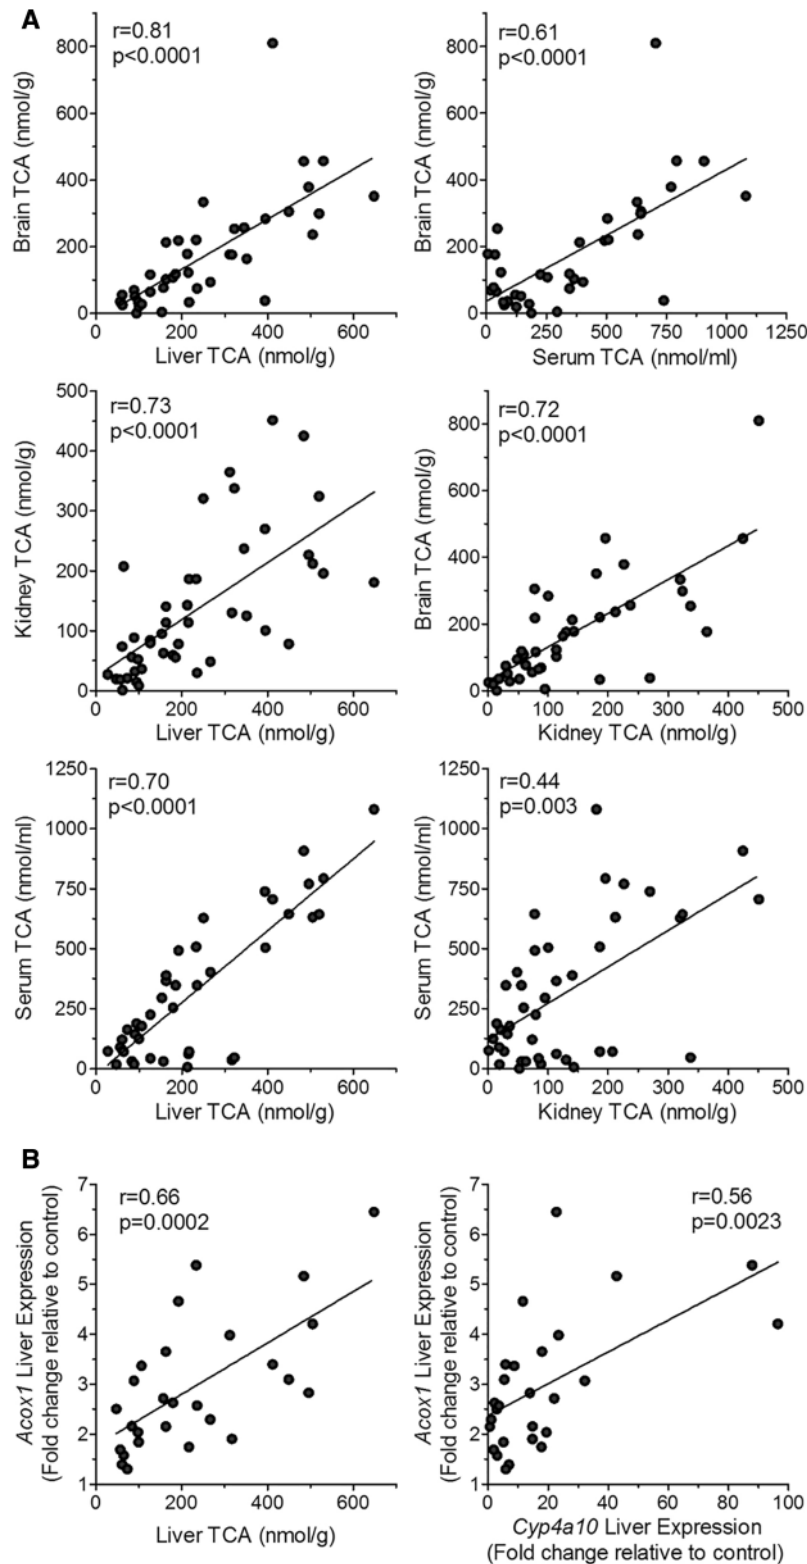 A
r=0.81
p<0.0001
800
600
400
200
0
0 200 400 600
Brain TCA (nmol/g)
Liver TCA (nmol/g)
r=0.61
p<0.0001
800
600
400
200
0
0 250 500 750 1000 1250
Brain TCA (nmol/g)
Serum TCA (nmol/ml)
r=0.73
p<0.0001
500
400
300
200
100
0
0 200 400 600
Kidney TCA (nmol/g)
Liver TCA (nmol/g)
r=0.72
p<0.0001
800
600
400
200
0
0 100 200 300 400 500
Brain TCA (nmol/g)
Kidney TCA (nmol/g)
r=0.70
p<0.0001
1250
1000
750
500
250
0
0 200 400 600
Serum TCA (nmol/ml)
Liver TCA (nmol/g)
r=0.44
p=0.003
1250
1000
750
500
250
0
0 100 200 300 400 500
Serum TCA (nmol/ml)
Kidney TCA (nmol/g)
B
r=0.66
p=0.0002
7
6
5
4
3
2
1
0 200 400 600
Acox1 Liver Expression
(Fold change relative to control)
Liver TCA (nmol/g)
r=0.56
p=0.0023
7
6
5
4
3
2
1
0 20 40 60 80 100
Acox1 Liver Expression
(Fold change relative to control)
Cyp4a10 Liver Expression
(Fold change relative to control)